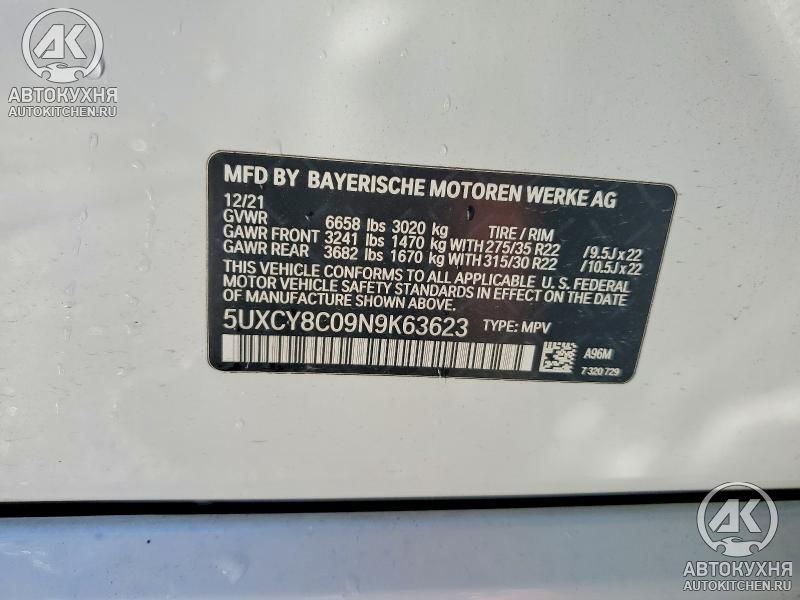 AK
АВТОКУХНЯ
AUTOKITCHEN.RU
MFD BY BAYERISCHE MOTOREN WERKE AG
12/21
GVWR 6658 lbs 3020 kg TIRE / RIM
GAWR FRONT 3241 lbs 1470 kg WITH 275/35 R22 / 9.5J x 22
GAWR REAR 3682 lbs 1670 kg WITH 315/30 R22 / 10.5J x 22
THIS VEHICLE CONFORMS TO ALL APPLICABLE U.S. FEDERAL
MOTOR VEHICLE SAFETY STANDARDS IN EFFECT ON THE DATE
OF MANUFACTURE SHOWN ABOVE.
5UXCY8C09N9K63623 TYPE: MPV
A96M
7 320 729
AK
АВТОКУХНЯ
AUTOKITCHEN.RU